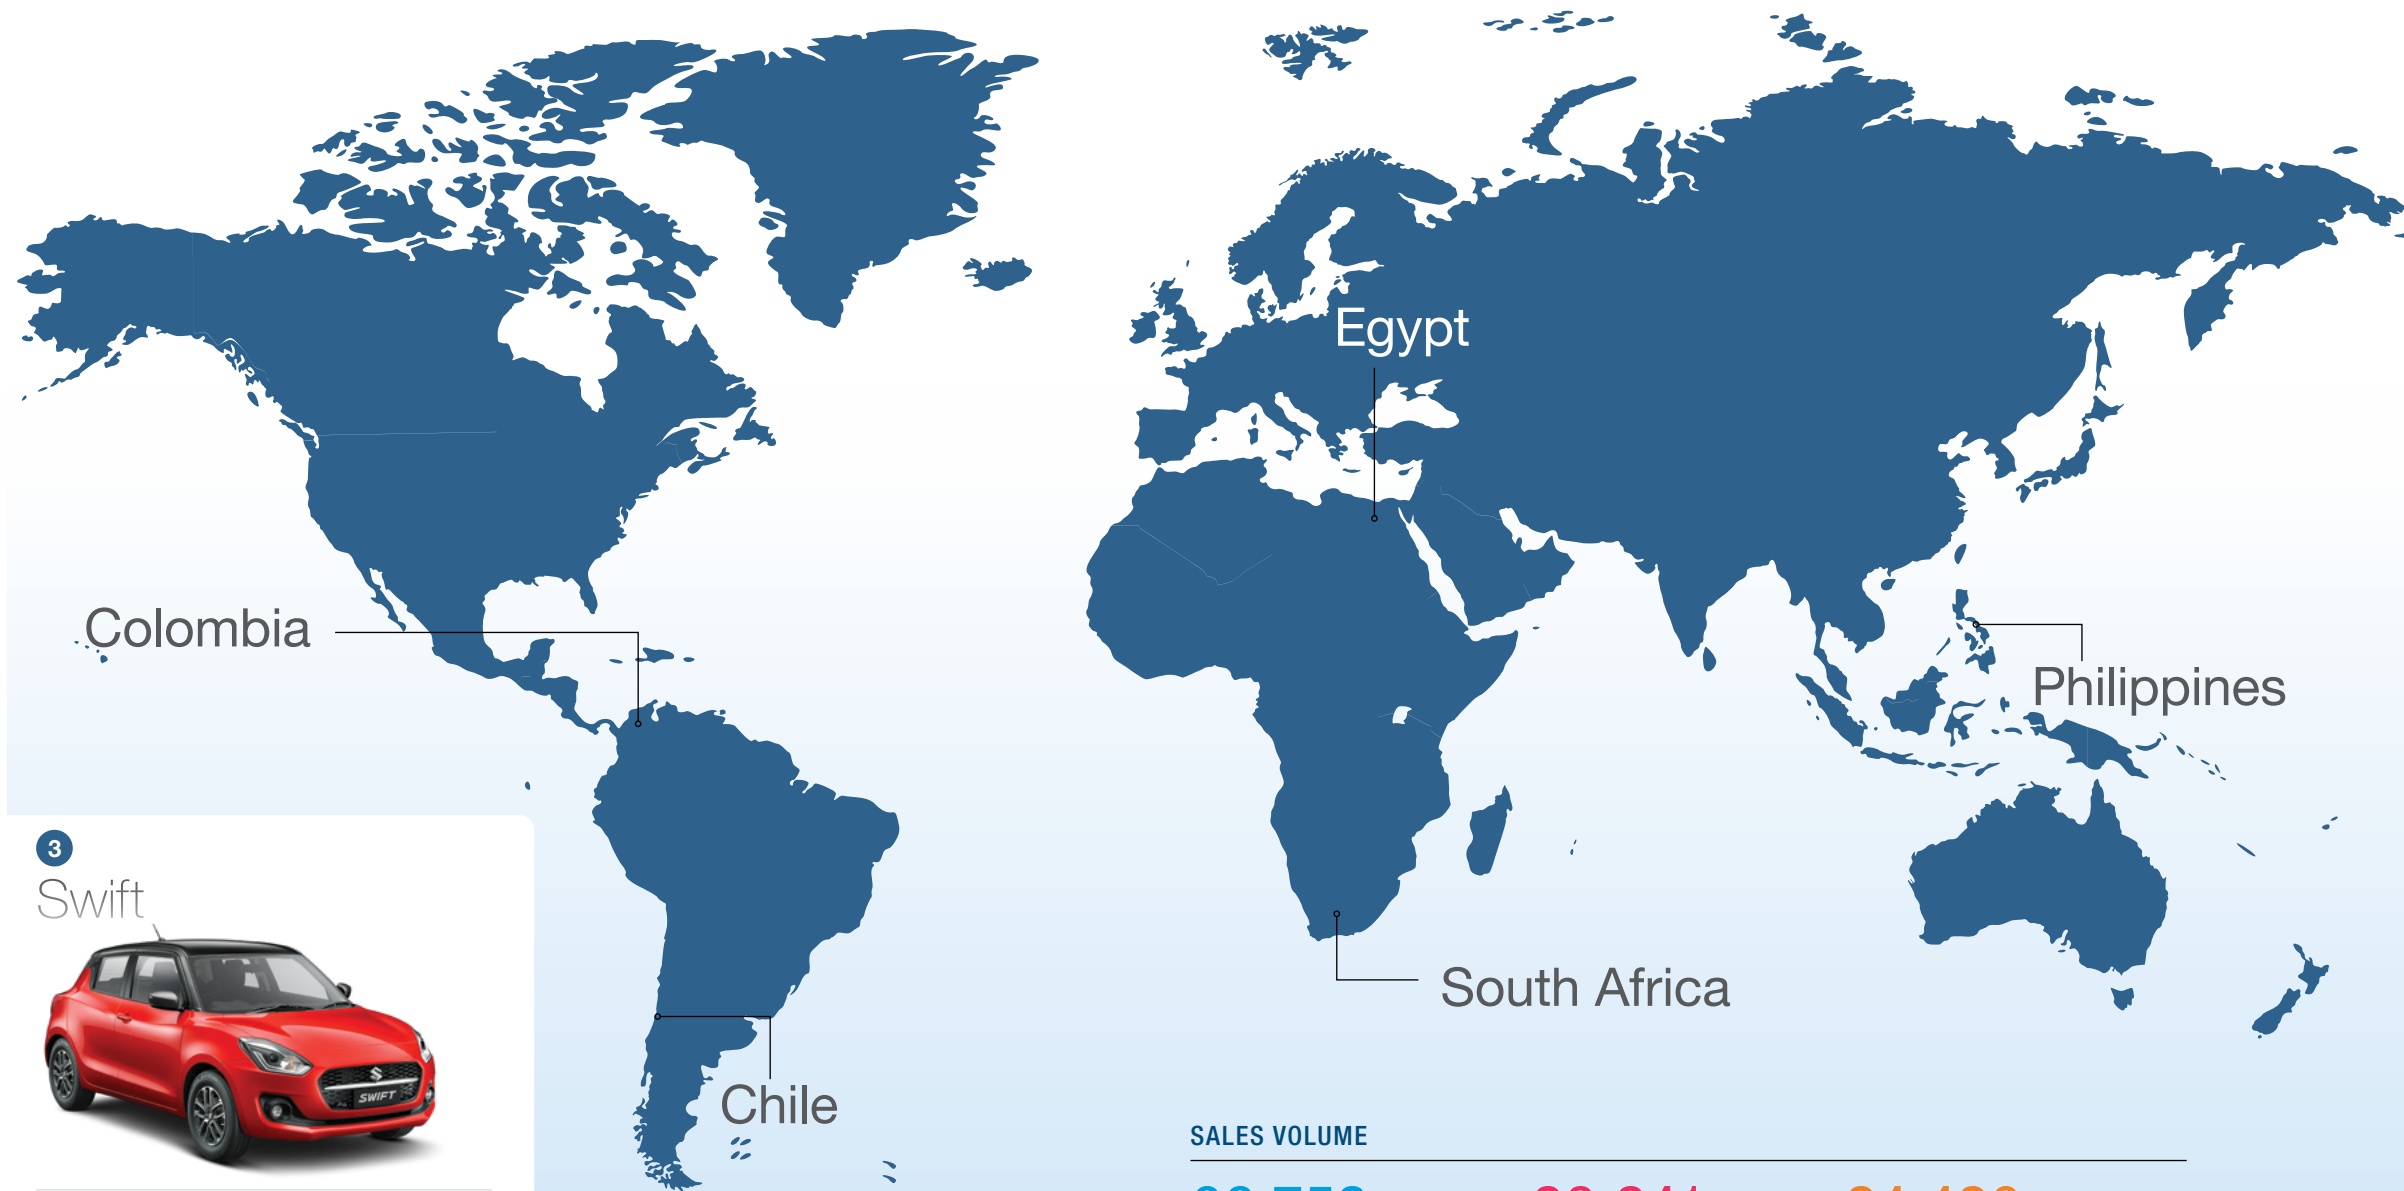 Egypt
Colombia
Philippines
3
Swift
SWIFT
South Africa
Chile
SALES VOLUME